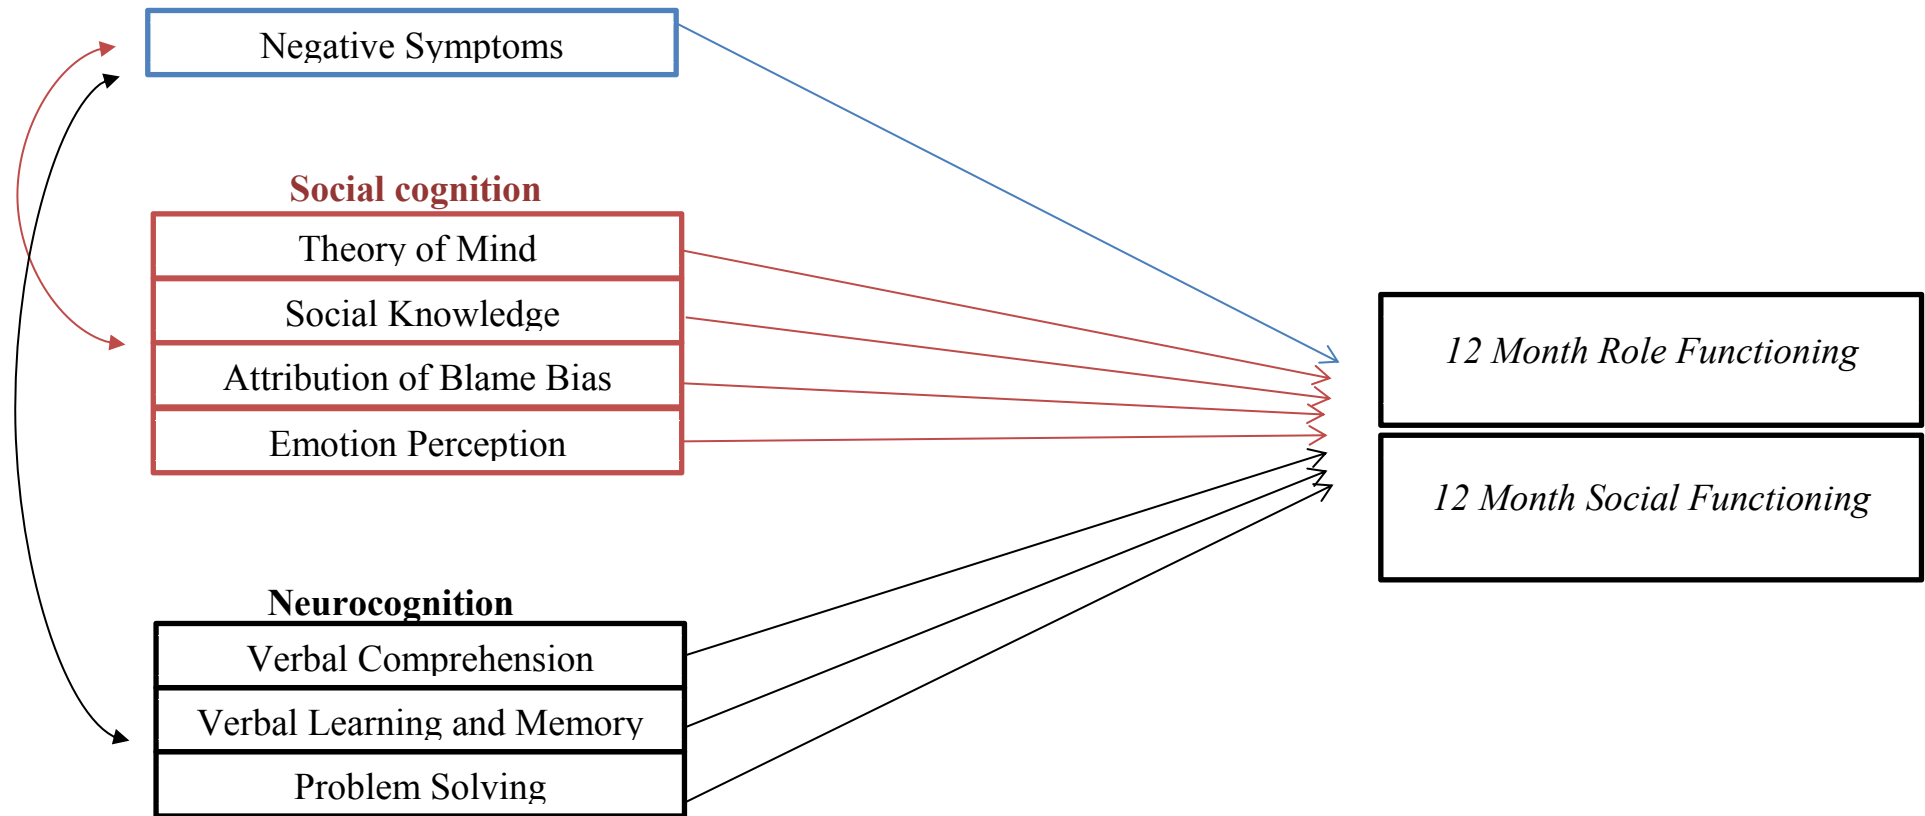 Negative Symptoms
Social cognition
Theory of Mind
Social Knowledge
Attribution of Blame Bias
Emotion Perception
12 Month Role Functioning
12 Month Social Functioning
Neurocognition
Verbal Comprehension
Verbal Learning and Memory
Problem Solving